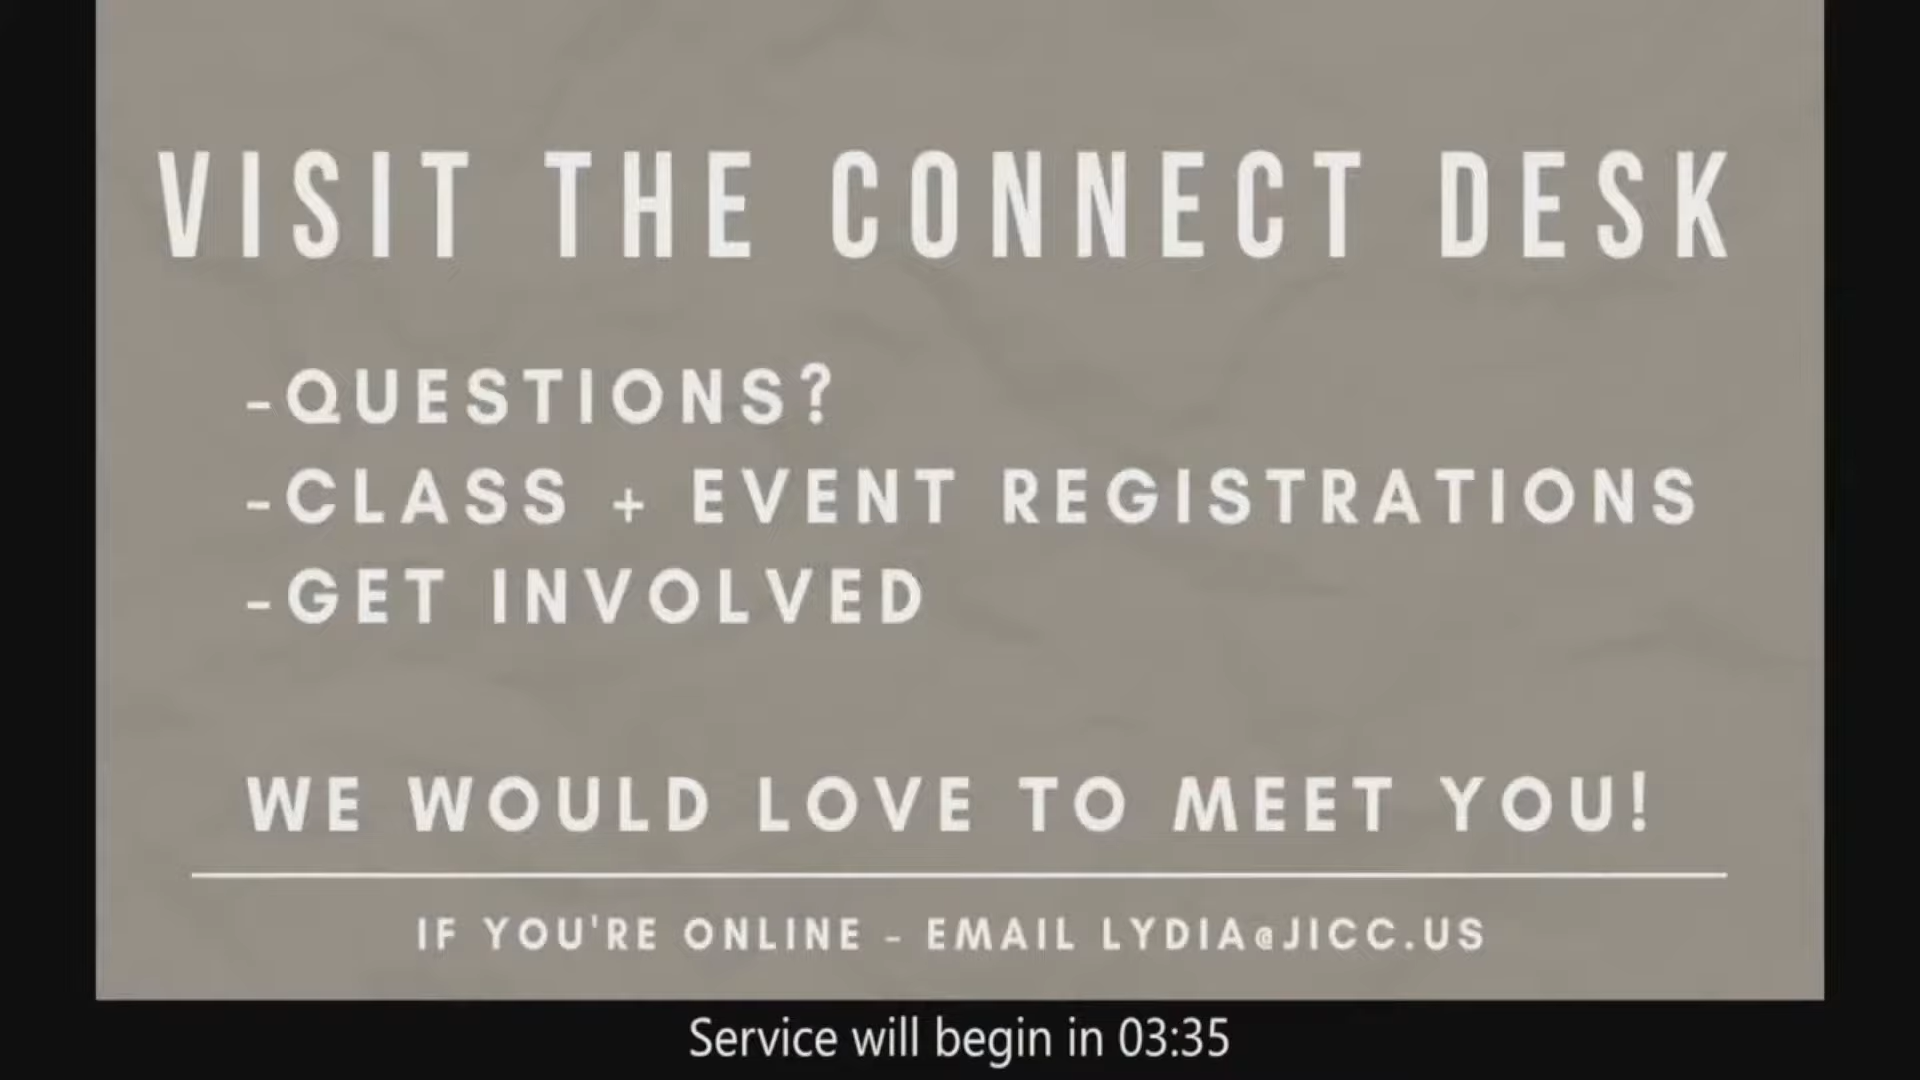 VISIT THE CONNECT DESK
-QUESTIONS?
-CLASS + EVENT REGISTRATIONS
-GET INVOLVED
WE WOULD LOVE TO MEET YOU!
IF YOU'RE ONLINE - EMAIL LYDIA@JICC.US
Service will begin in 03:35